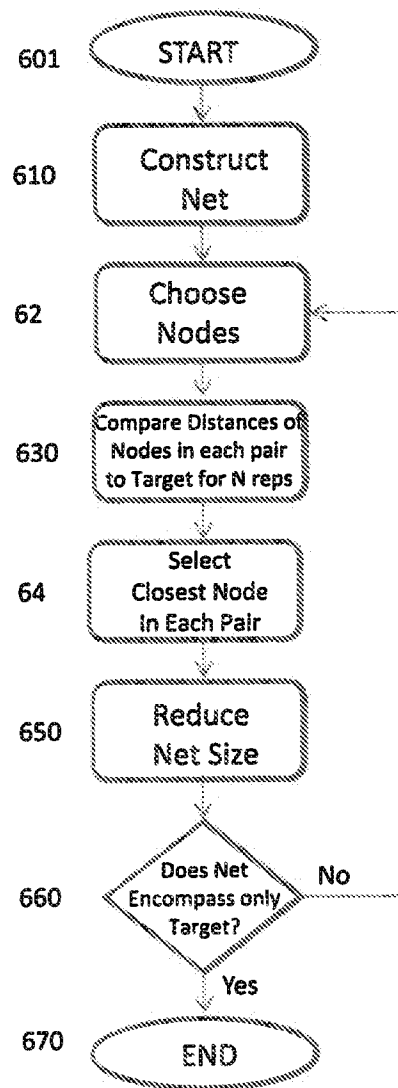 601
START
610
Construct
Net
62
Choose
Nodes
630
Compare Distances of
Nodes in each pair
to Target for N reps
64
Select
Closest Node
In Each Pair
650
Reduce
Net Size
660
Does Net
Encompass only
Target?
No
Yes
670
END